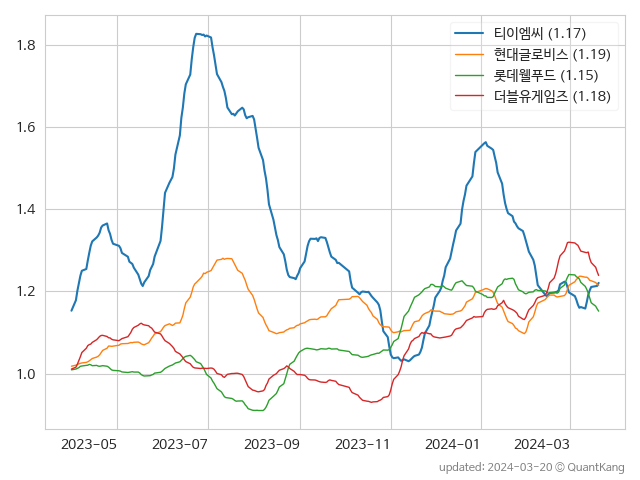 티이엠씨 (1.17)
현대글로비스 (1.19)
롯데웰푸드 (1.15)
더블유게임즈 (1.18)
1.8
1.6
1.4
1.2
1.0
2023-05 2023-07 2023-09 2023-11 2024-01 2024-03
updated: 2024-03-20 © QuantKang